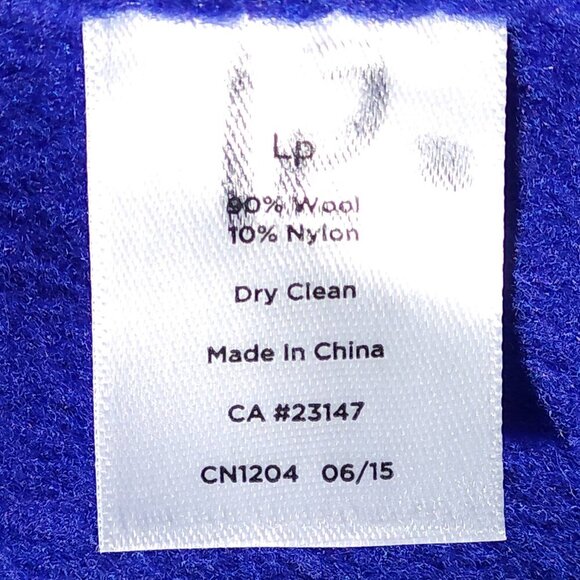 Lp
90% Wool
10% Nylon
Dry Clean
Made In China
CA #23147
CN1204 06/15